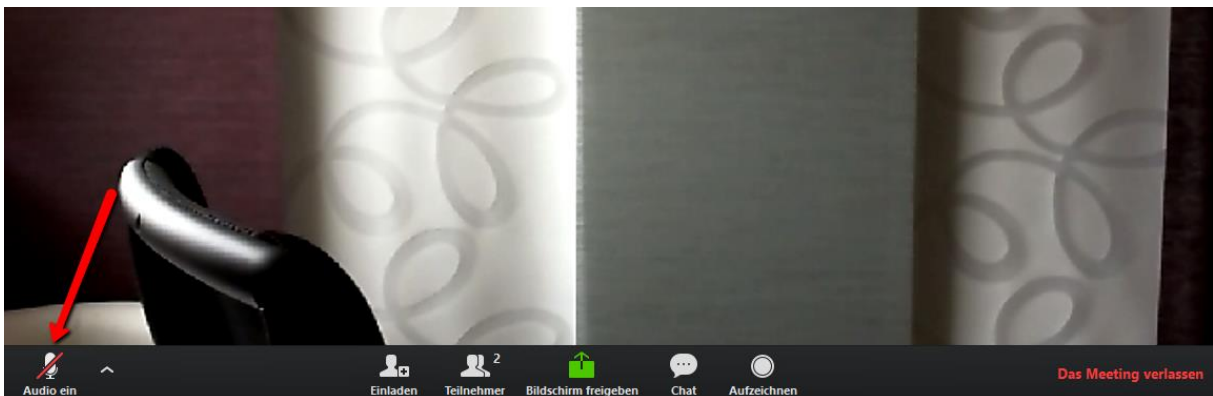 2
Audio ein
Einladen
Teilnehmer
Bildschirm freigeben
Chat
Aufzeichnen
Das Meeting verlassen